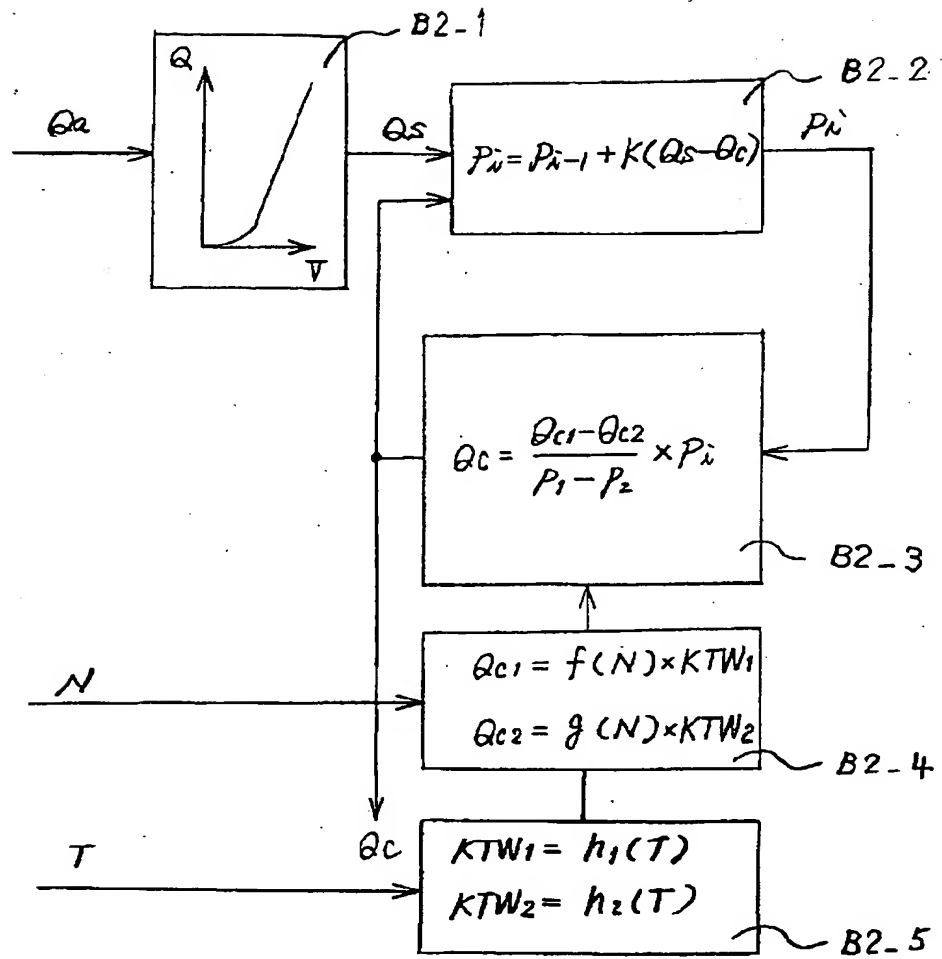 B2-1
Q
V
Qa
Qs
B2-2
Pi = Pi-1 + K(Qs-Qc)
Pi
Qc = Qc1-Qc2 / P1-P2 × Pi
B2-3
N
Qc1 = f(N)×KTW1
Qc2 = g(N)×KTW2
B2-4
Qc
T
KTW1 = h1(T)
KTW2 = h2(T)
B2-5